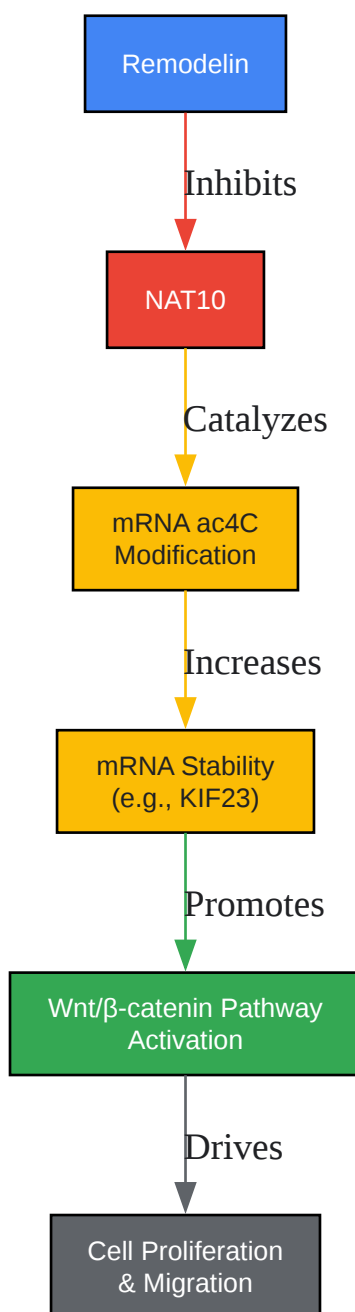 Remodelin
Inhibits
NAT10
Catalyzes
mRNA ac4C
Modification
Increases
mRNA Stability
(e.g., KIF23)
Promotes
Wnt/β-catenin Pathway
Activation
Drives
Cell Proliferation
& Migration